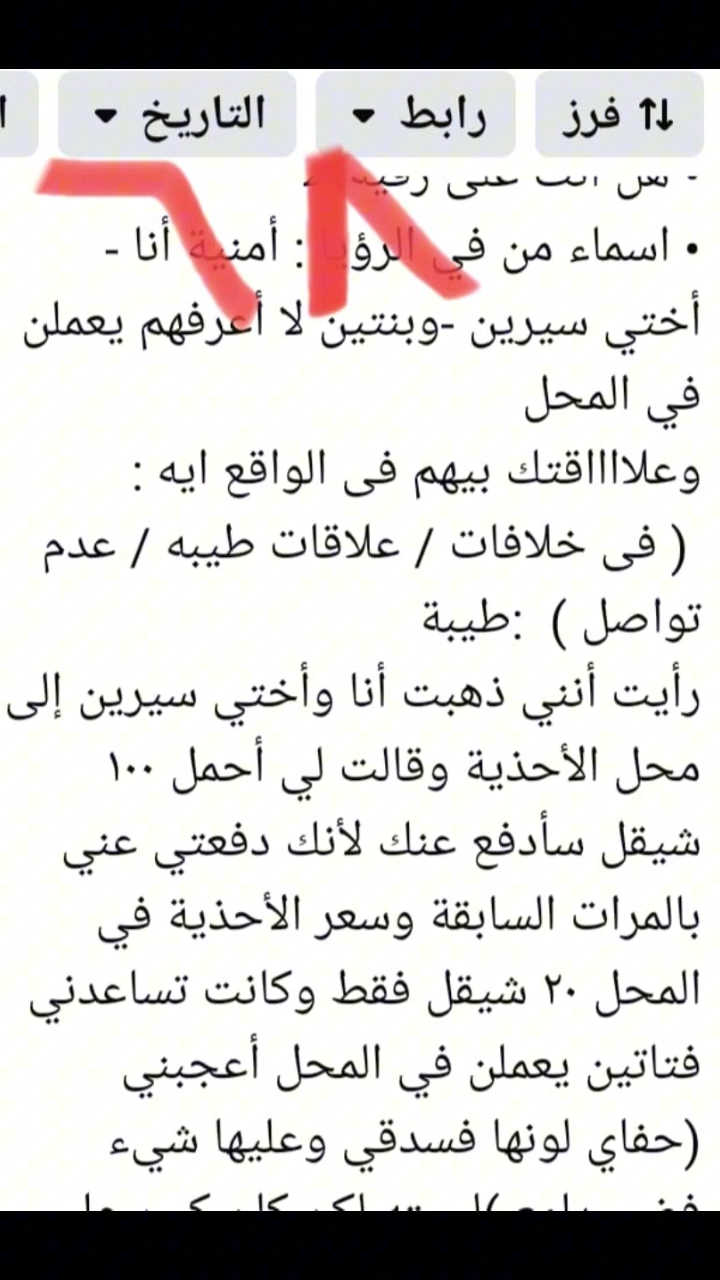 فرز رابط التاريخ ا
• اسماء من في الرؤيا : أمنية أنا -
أختي سيرين -وبنتين لا أعرفهم يعملن
في المحل
وعلاااااقتك بيهم فى الواقع ايه :
( فى خلافات / علاقات طيبه / عدم
تواصل ) :طيبة
رأيت أنني ذهبت أنا وأختي سيرين إلى
محل الأحذية وقالت لي أحمل ١٠٠
شيقل سأدفع عنك لأنك دفعتي عني
بالمرات السابقة وسعر الأحذية في
المحل ٢٠ شيقل فقط وكانت تساعدني
فتاتين يعملن في المحل أعجبني
(حفاي لونها فسدقي وعليها شيء